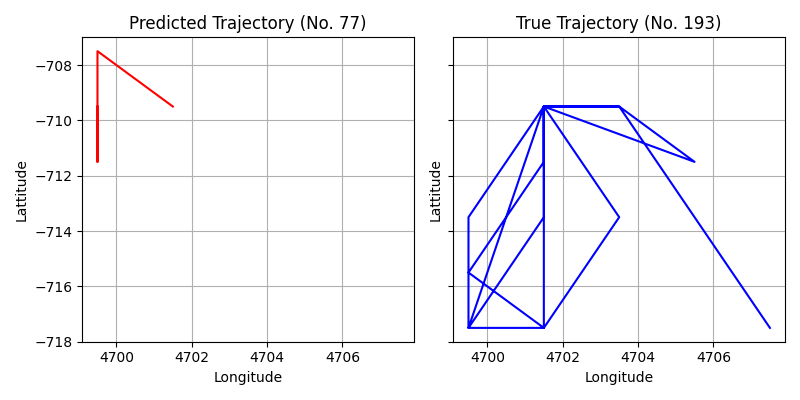 Predicted Trajectory (No. 77)
True Trajectory (No. 193)
−708
−710
−712
−714
−716
−718
Lattitude
Lattitude
4700
4702
4704
4706
4700
4702
4704
4706
Longitude
Longitude